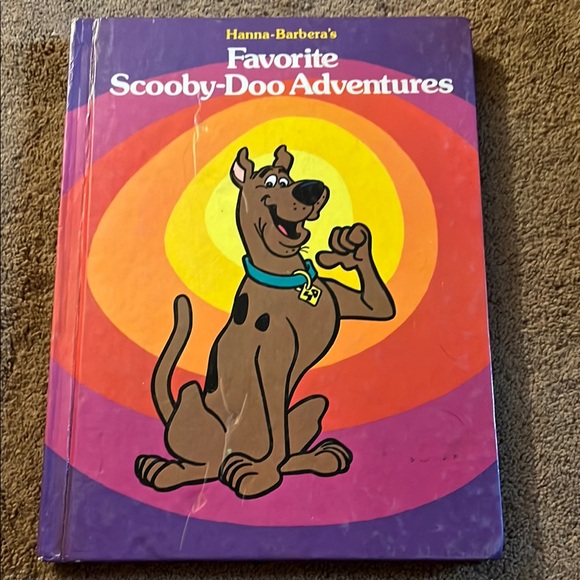 Hanna-Barbera's
Favorite
Scooby-Doo Adventures